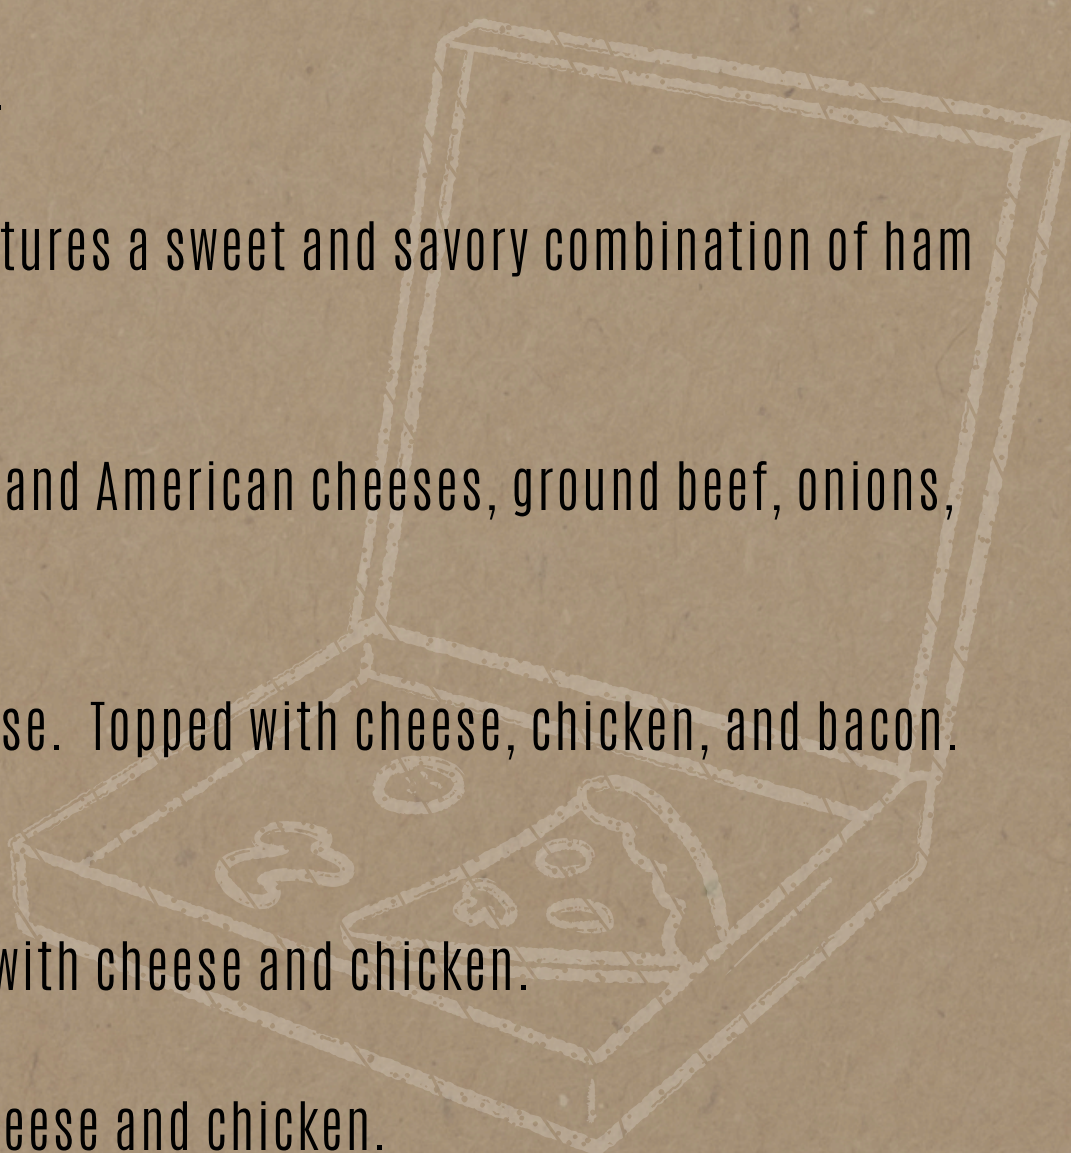 .
tures a sweet and savory combination of ham
and American cheeses, ground beef, onions,
se. Topped with cheese, chicken, and bacon.
with cheese and chicken.
eese and chicken.